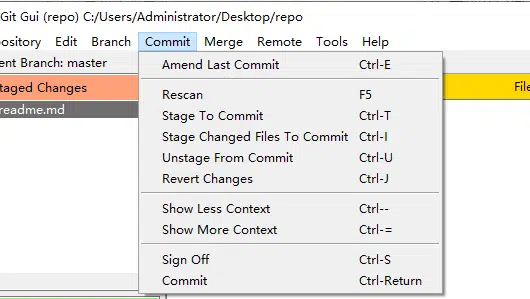 Git Gui (repo) C:/Users/Administrator/Desktop/repo
pository Edit Branch Commit Merge Remote Tools Help
ent Branch: master
taged Changes
File
readme.md
Amend Last Commit Ctrl-E
Rescan F5
Stage To Commit Ctrl-T
Stage Changed Files To Commit Ctrl-I
Unstage From Commit Ctrl-U
Revert Changes Ctrl-J
Show Less Context Ctrl--
Show More Context Ctrl-=
Sign Off Ctrl-S
Commit Ctrl-Return